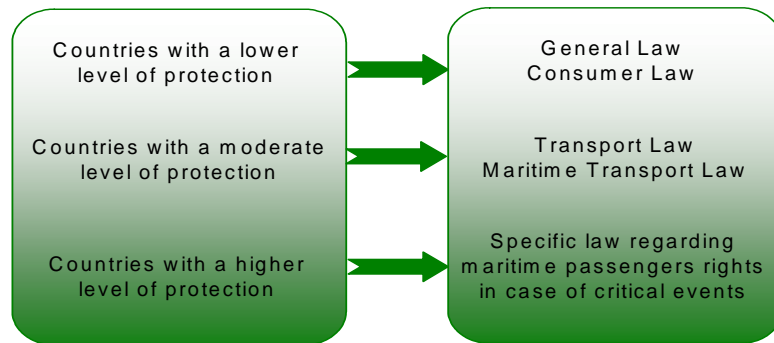 Countries with a lower
level of protection
General Law
Consumer Law
Countries with a moderate
level of protection
Transport Law
Maritime Transport Law
Countries with a higher
level of protection
Specific law regarding
maritime passengers rights
in case of critical events